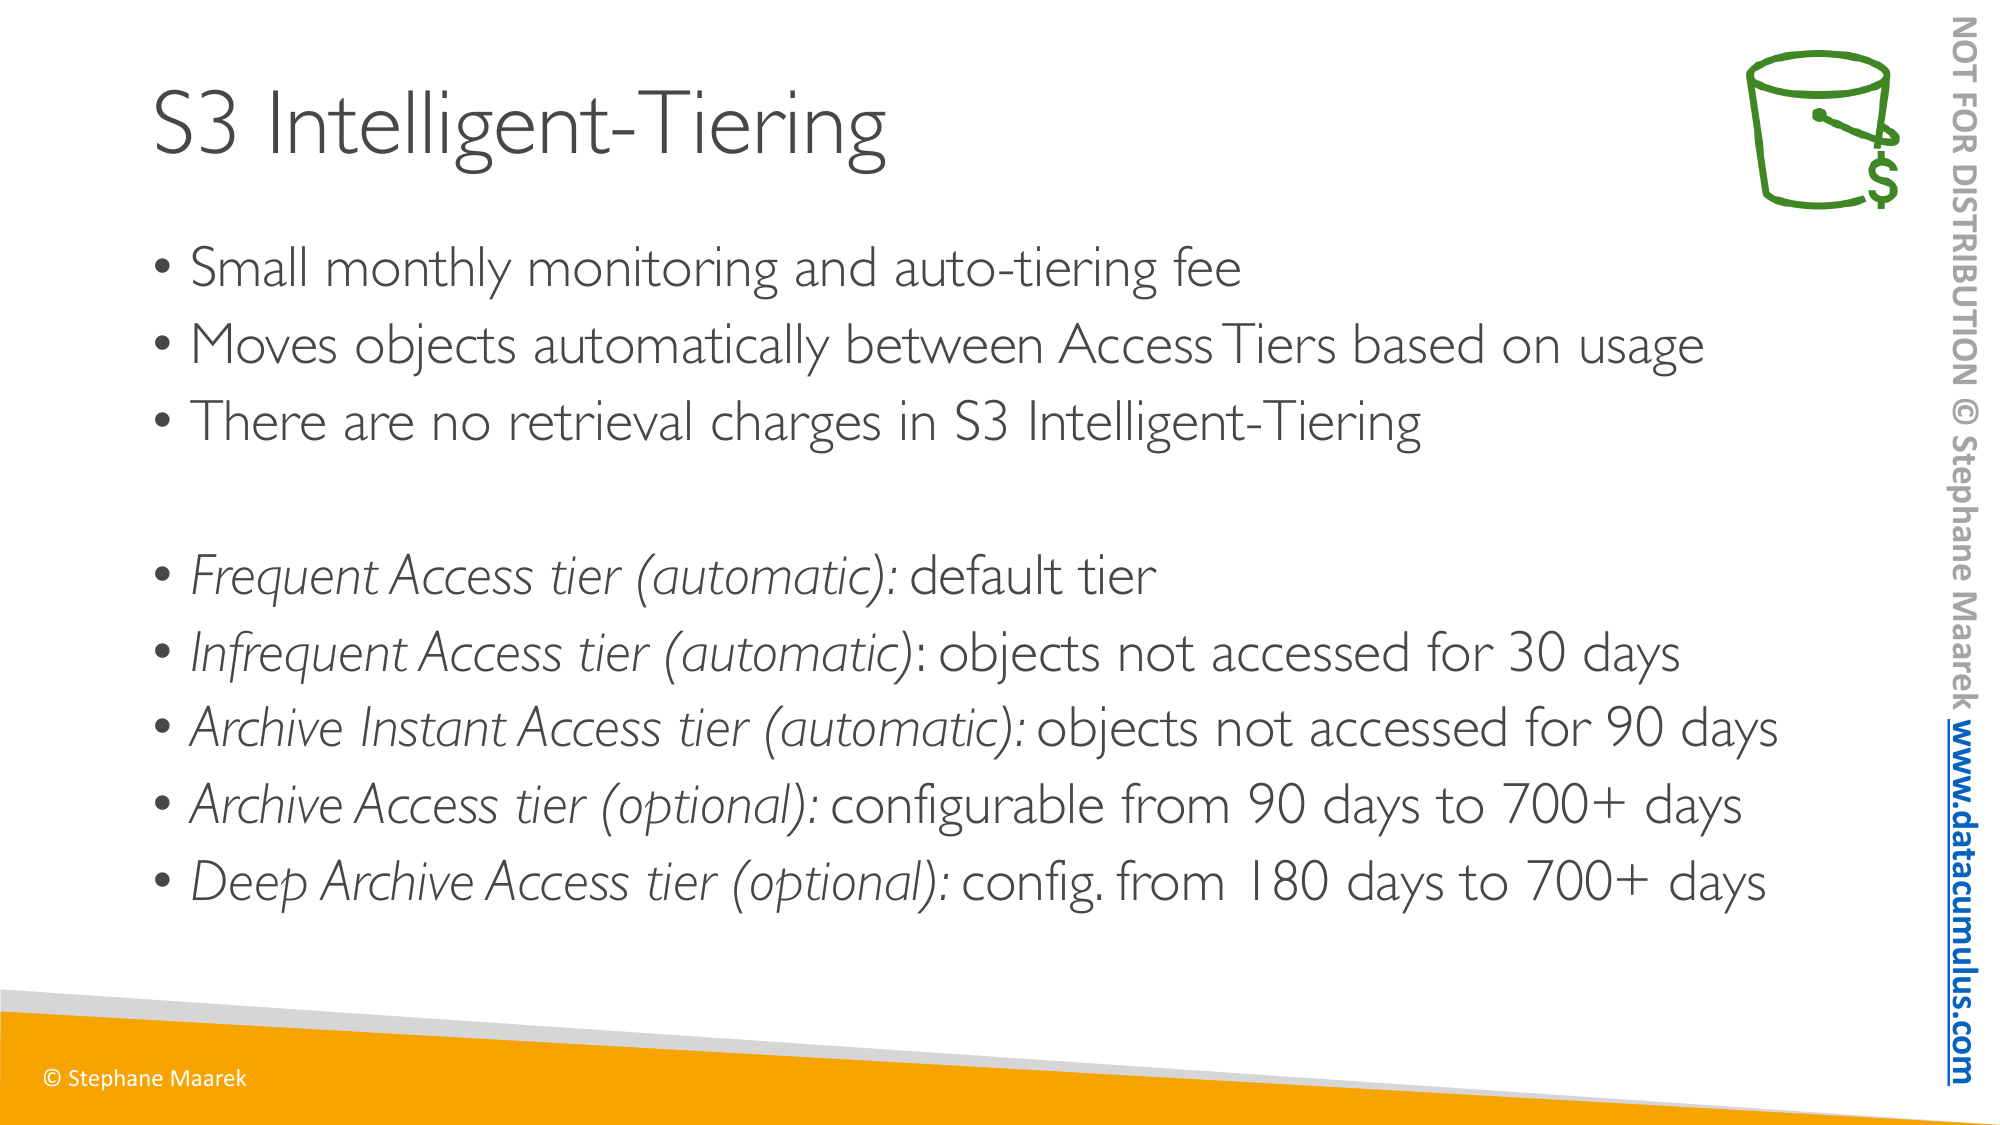 S3 Intelligent-Tiering
• Small monthly monitoring and auto-tiering fee
• Moves objects automatically between Access Tiers based on usage
• There are no retrieval charges in S3 Intelligent-Tiering
• Frequent Access tier (automatic): default tier
• Infrequent Access tier (automatic): objects not accessed for 30 days
• Archive Instant Access tier (automatic): objects not accessed for 90 days
• Archive Access tier (optional): configurable from 90 days to 700+ days
• Deep Archive Access tier (optional): config. from 180 days to 700+ days
© Stephane Maarek
NOT FOR DISTRIBUTION © Stephane Maarek www.datacumulus.com
$